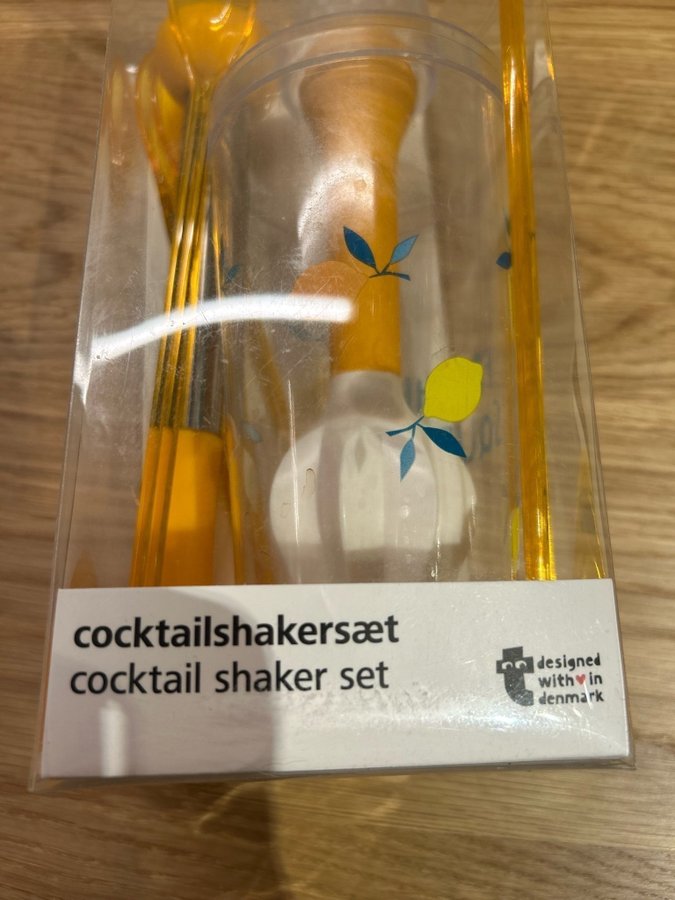 cocktailshakersæt
cocktail shaker set
designed
with♥in
denmark